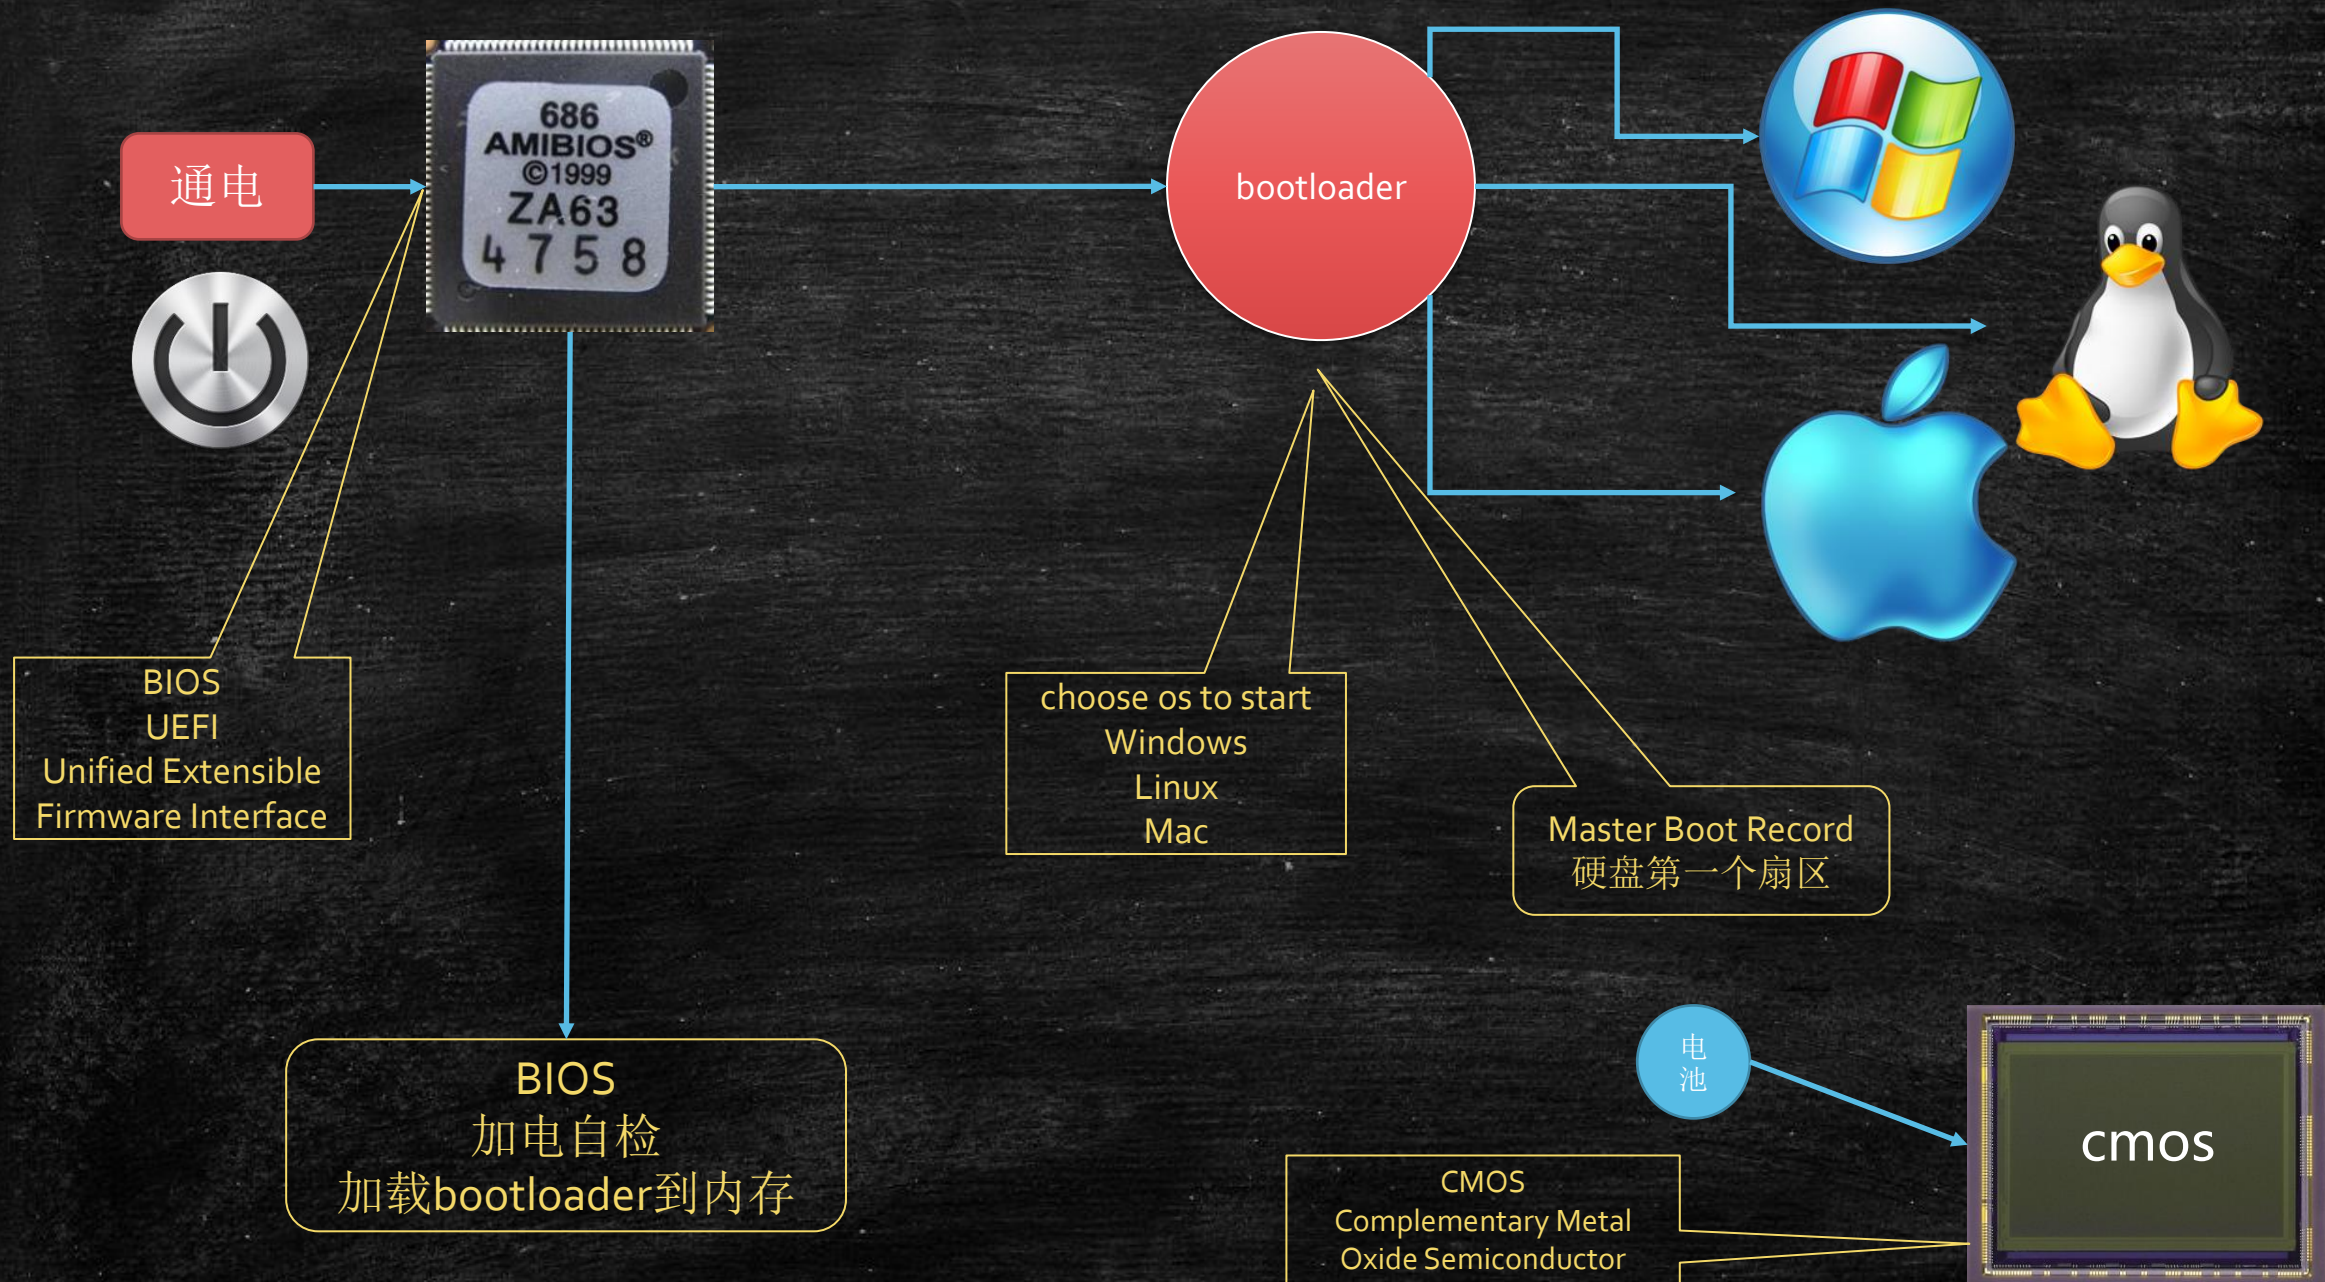 通电
686
AMIBIOS®
©1999
ZA63
4758
bootloader
BIOS
UEFI
Unified Extensible
Firmware Interface
choose os to start
Windows
Linux
Mac
Master Boot Record
硬盘第一个扇区
BIOS
加电自检
加载bootloader到内存
电
池
cmos
CMOS
Complementary Metal
Oxide Semiconductor